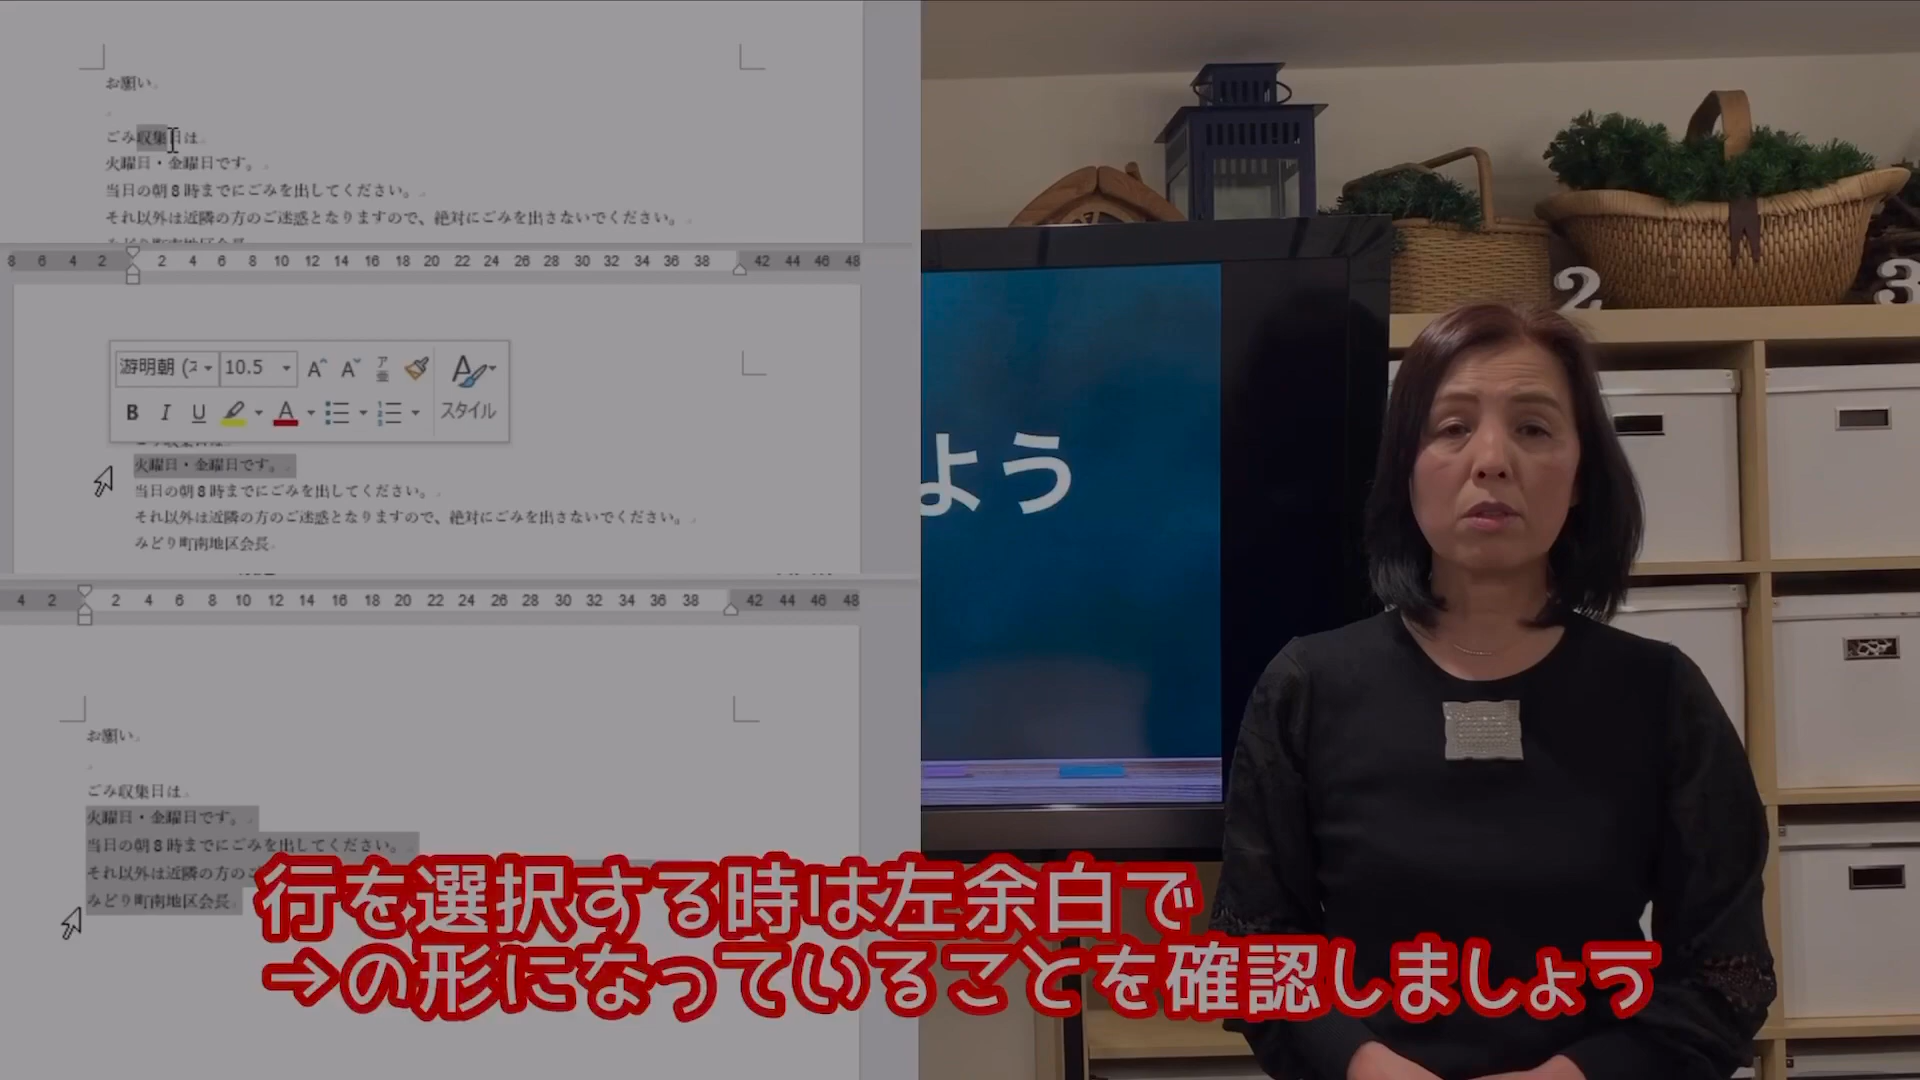 お願い
ごみ収集日は
火曜日・金曜日です。
当日の朝8時までにごみを出してください。
それ以外は近隣の方のご迷惑となりますので、絶対にごみを出さないでください。
8 6 4 2 2 4 6 8 10 12 14 16 18 20 22 24 26 28 30 32 34 36 38 42 44 46 48
游明朝 (ス 10.5 A A ア亜
B I U A スタイル
火曜日・金曜日です。
当日の朝8時までにごみを出してください。
それ以外は近隣の方のご迷惑となりますので、絶対にごみを出さないでください。
みどり町南地区会長
4 2 2 4 6 8 10 12 14 16 18 20 22 24 26 28 30 32 34 36 38 42 44 46 48
お願い
ごみ収集日は
火曜日・金曜日です。
当日の朝8時までにごみを出してください。
それ以外は近隣の方のご
みどり町南地区会長
よう
2
3
行を選択する時は左余白で
→の形になっていることを確認しましょう